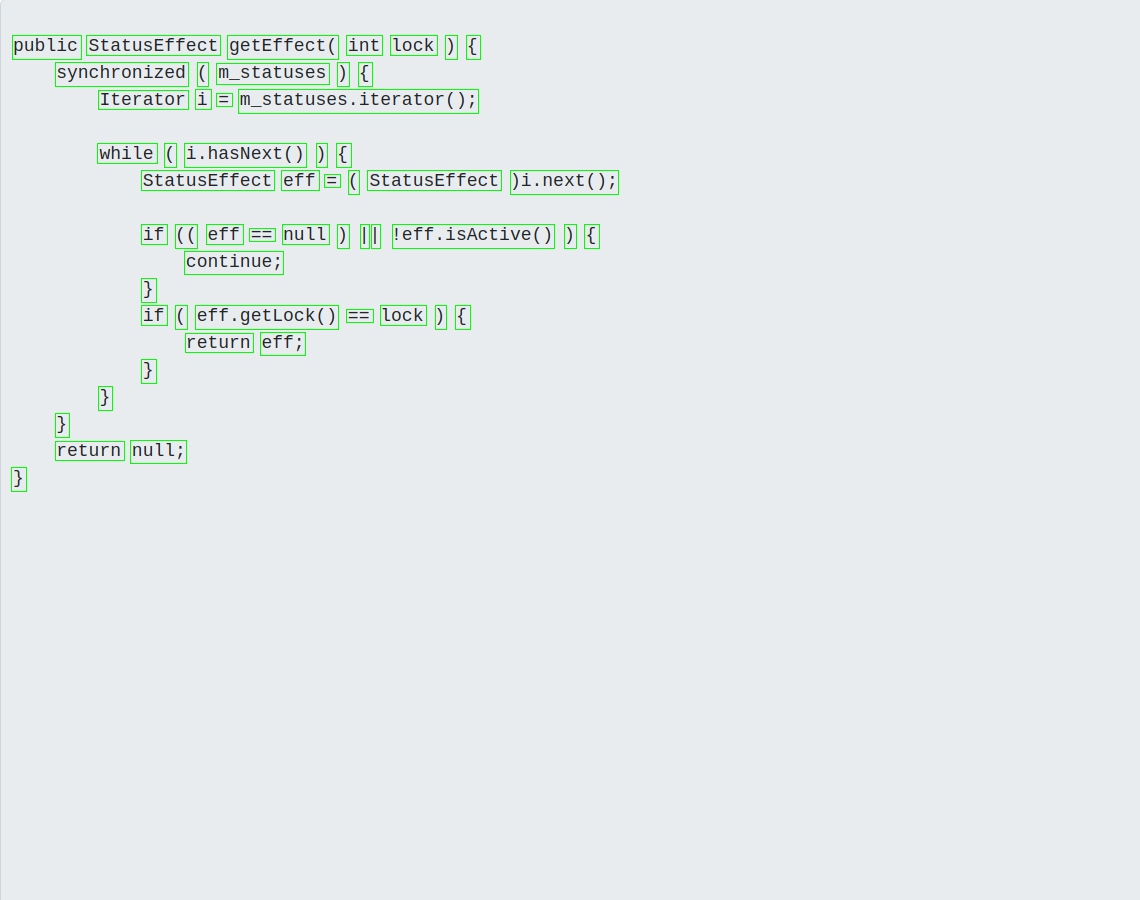 public StatusEffect getEffect( int lock ) {
    synchronized ( m_statuses ) {
        Iterator i = m_statuses.iterator();
        while ( i.hasNext() ) {
            StatusEffect eff = ( StatusEffect )i.next();
            if (( eff == null ) || !eff.isActive() ) {
                continue;
            }
            if ( eff.getLock() == lock ) {
                return eff;
            }
        }
    }
    return null;
}